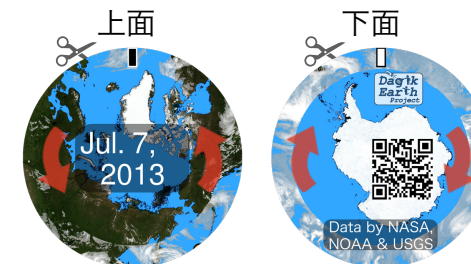 上面
下面
Jul. 7,
2013
Dagik
Earth
Project
Data by NASA,
NOAA & USGS